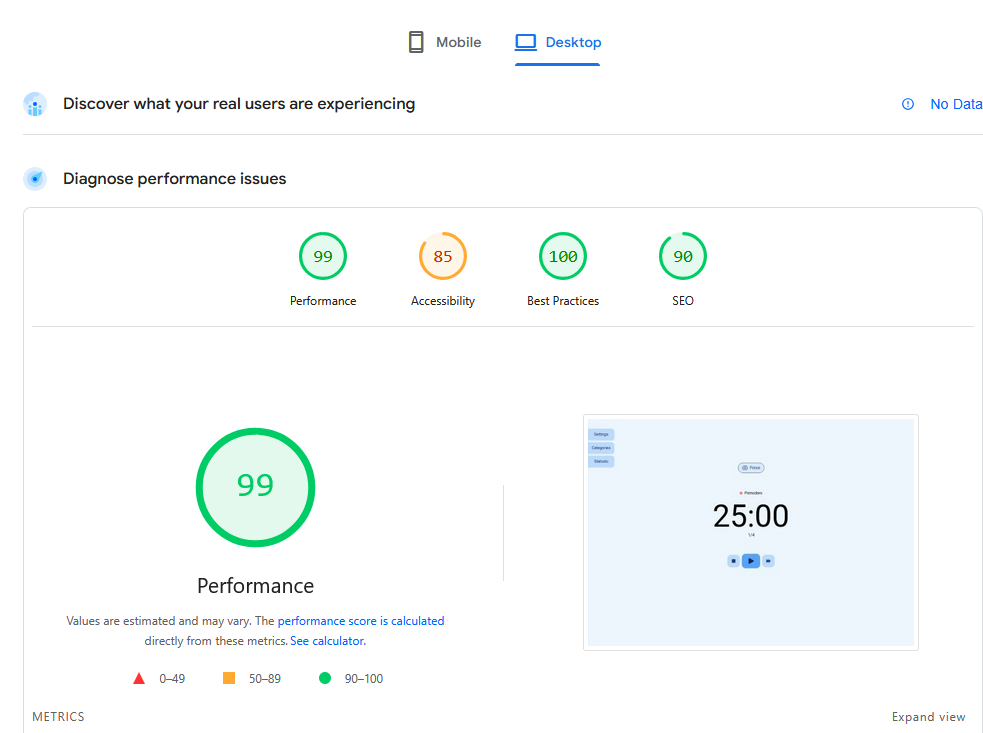 Mobile
Desktop
Discover what your real users are experiencing
No Data
Diagnose performance issues
99
85
100
90
Performance
Accessibility
Best Practices
SEO
99
Performance
Values are estimated and may vary. The performance score is calculated
directly from these metrics. See calculator.
0–49
50–89
90–100
Settings
Categories
Statistic
Focus
Pomodoro
25:00
1/4
METRICS
Expand view